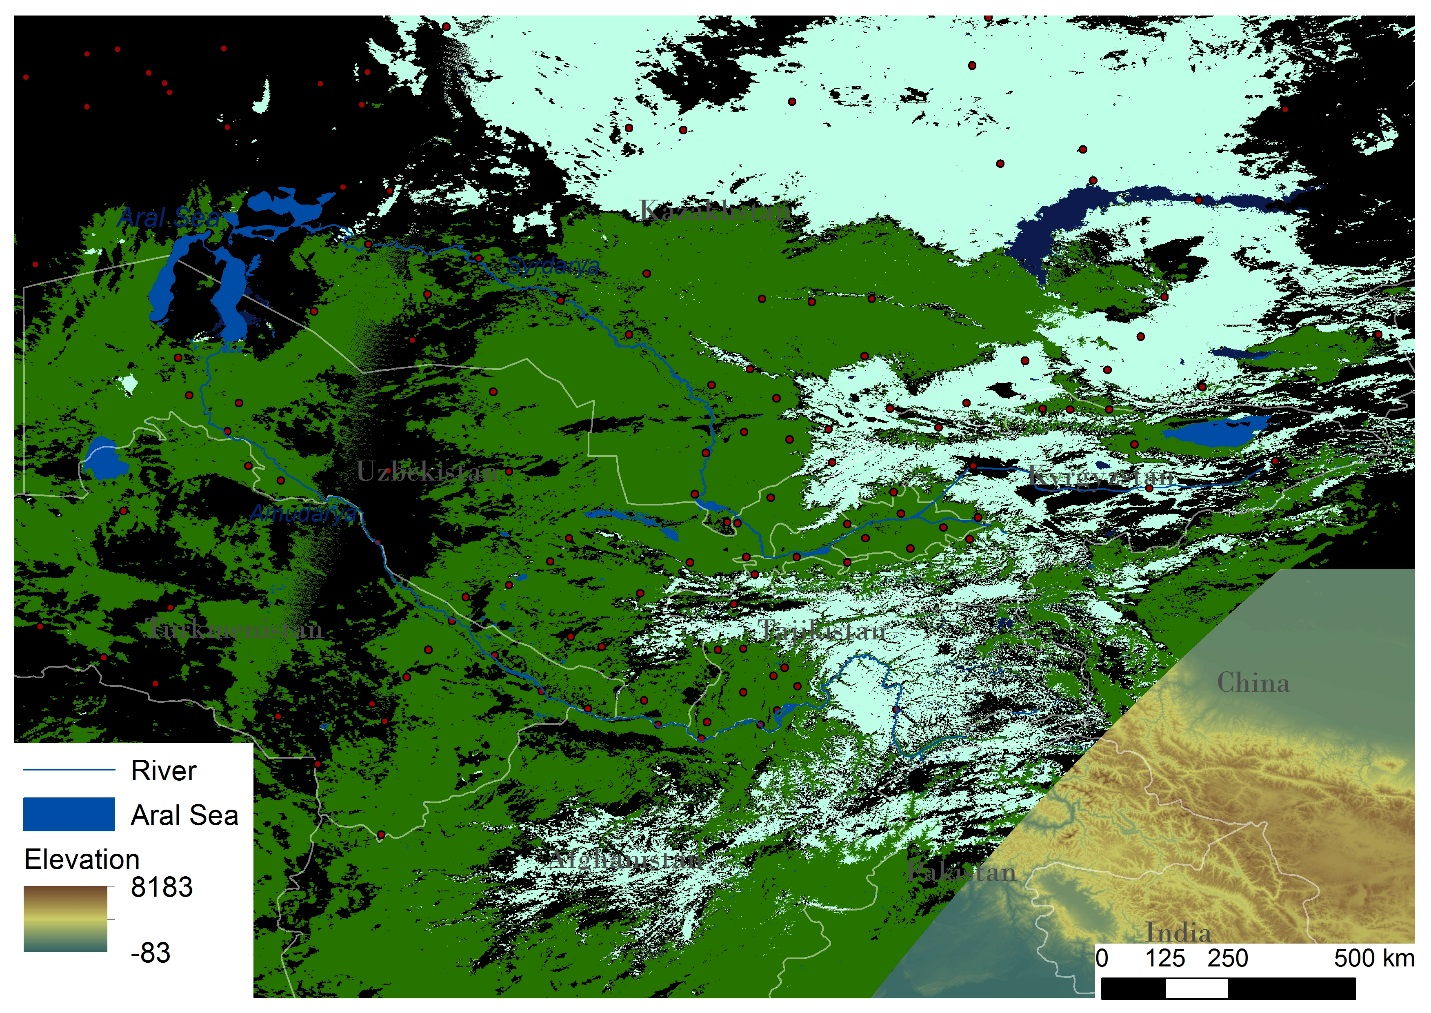 Aral Sea
Kazakhstan
Syrdarya
Uzbekistan
Kyrgyzstan
Amudarya
Turkmenistan
Tajikistan
China
Afghanistan
Pakistan
India
River
Aral Sea
Elevation
8183
-83
0 125 250 500 km